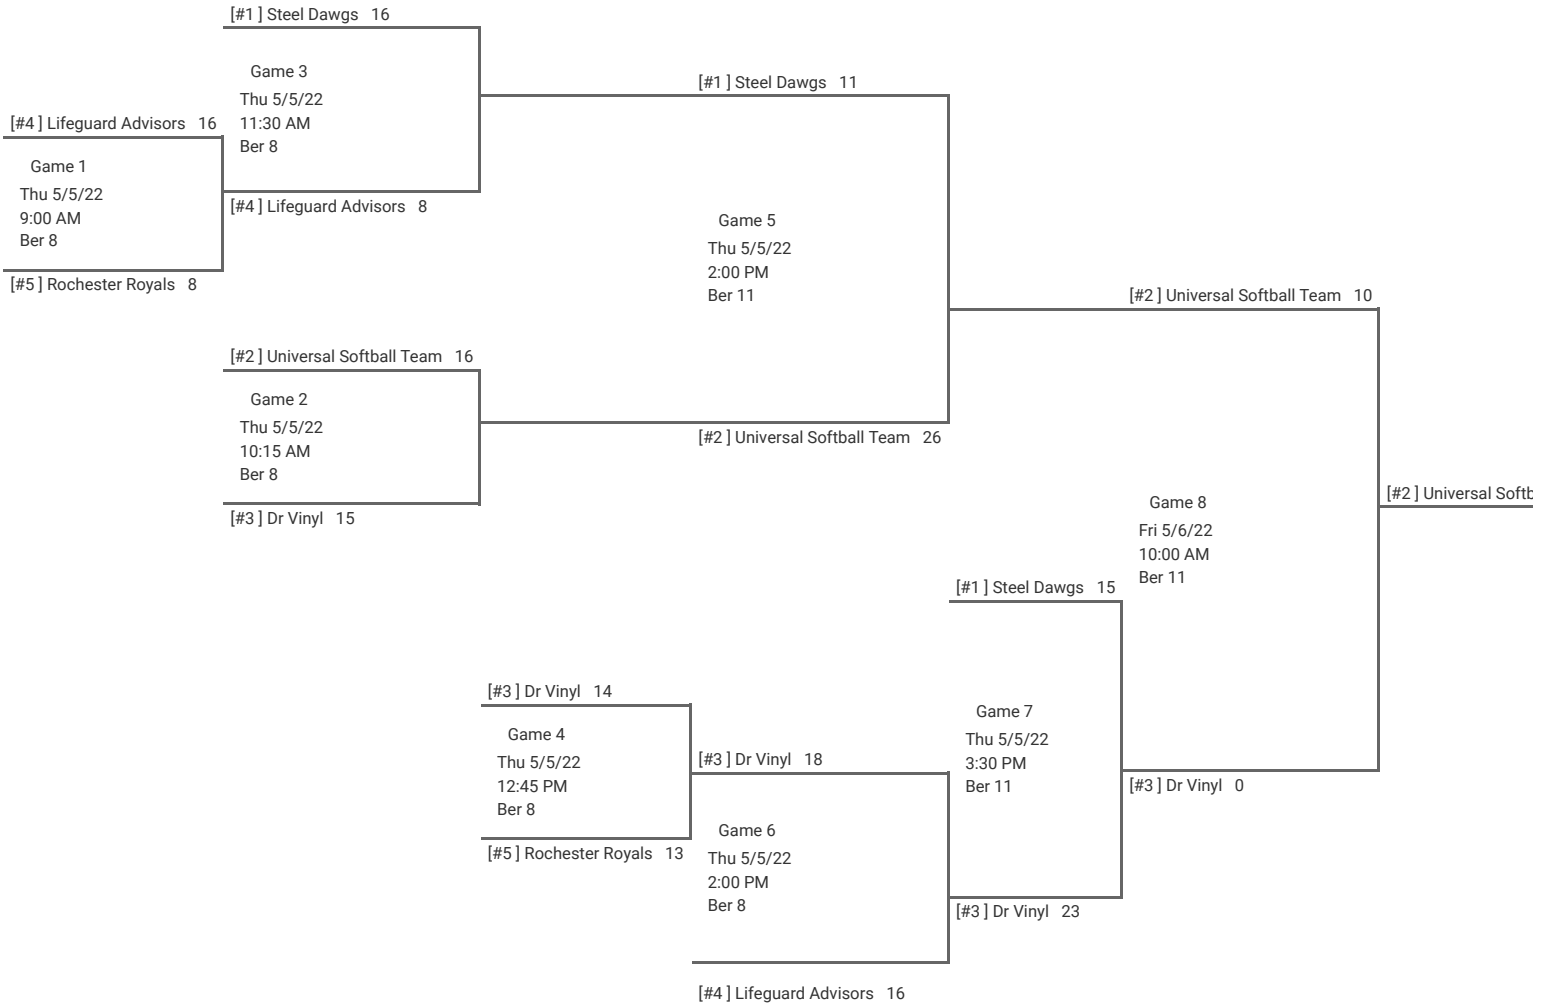 [#1 ] Steel Dawgs 16
Game 3
Thu 5/5/22
11:30 AM
Ber 8
[#4 ] Lifeguard Advisors 16
Game 1
Thu 5/5/22
9:00 AM
Ber 8
[#5 ] Rochester Royals 8
[#4 ] Lifeguard Advisors 8
[#1 ] Steel Dawgs 11
Game 5
Thu 5/5/22
2:00 PM
Ber 11
[#2 ] Universal Softball Team 16
Game 2
Thu 5/5/22
10:15 AM
Ber 8
[#3 ] Dr Vinyl 15
[#2 ] Universal Softball Team 26
[#2 ] Universal Softball Team 10
Game 8
Fri 5/6/22
10:00 AM
Ber 11
[#2 ] Universal Softb
[#1 ] Steel Dawgs 15
Game 7
Thu 5/5/22
3:30 PM
Ber 11
[#3 ] Dr Vinyl 0
[#3 ] Dr Vinyl 14
Game 4
Thu 5/5/22
12:45 PM
Ber 8
[#5 ] Rochester Royals 13
[#3 ] Dr Vinyl 18
Game 6
Thu 5/5/22
2:00 PM
Ber 8
[#3 ] Dr Vinyl 23
[#4 ] Lifeguard Advisors 16